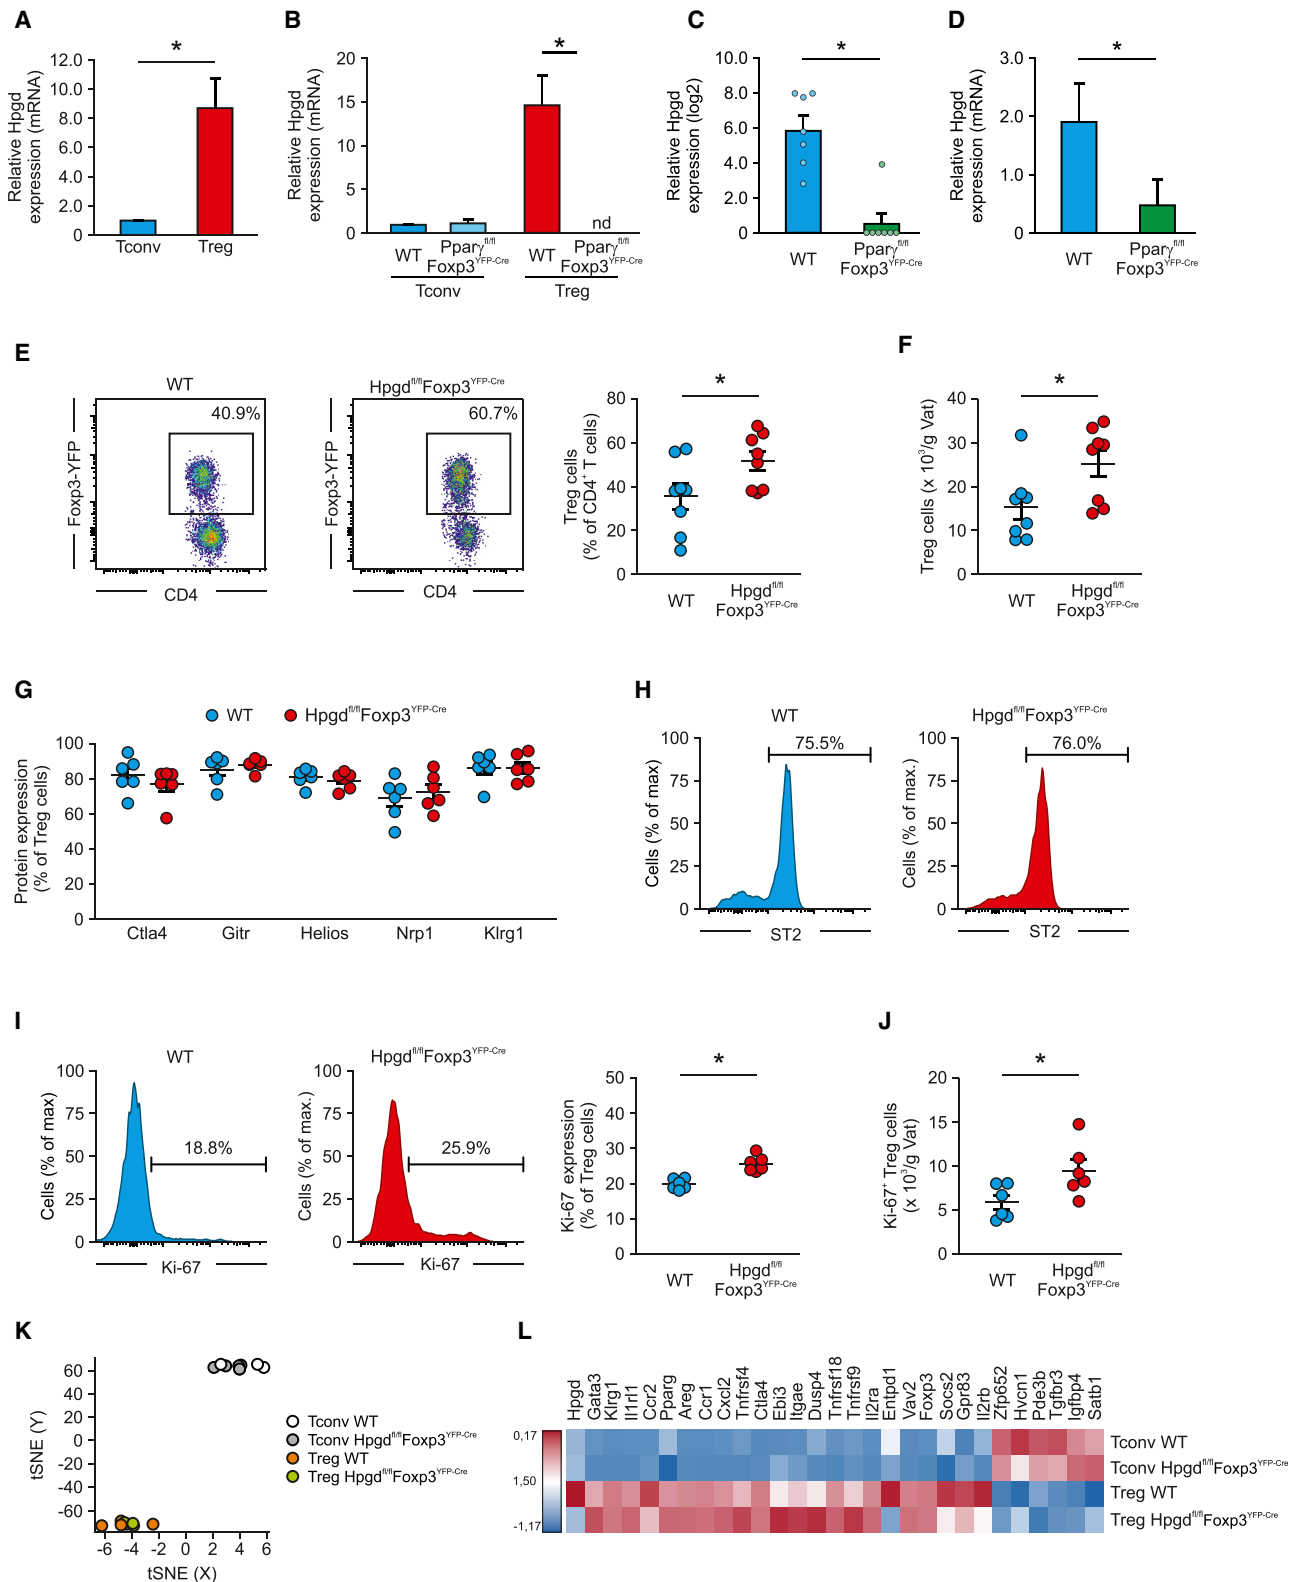 A
Relative Hpgd
expression (mRNA)
12.0
10.0
8.0
6.0
4.0
2.0
0
*
Tconv
Treg
B
Relative Hpgd
expression (mRNA)
20
15
10
5
0
*
nd
WT
Pparγfl/fl
Foxp3YFP-Cre
WT
Pparγfl/fl
Foxp3YFP-Cre
Tconv
Treg
C
Relative Hpgd
expression (log2)
10.0
8.0
6.0
4.0
2.0
0
*
WT
Pparγfl/fl
Foxp3YFP-Cre
D
Relative Hpgd
expression (mRNA)
3.0
2.0
1.0
0
*
WT
Pparγfl/fl
Foxp3YFP-Cre
E
WT
40.9%
Foxp3-YFP
CD4
Hpgdfl/flFoxp3YFP-Cre
60.7%
Foxp3-YFP
CD4
Treg cells
(% of CD4+ T cells)
80
60
40
20
0
*
WT
Hpgdfl/fl
Foxp3YFP-Cre
F
Treg cells (x 103/g Vat)
40
30
20
10
0
*
WT
Hpgdfl/fl
Foxp3YFP-Cre
G
WT
Hpgdfl/flFoxp3YFP-Cre
Protein expression
(% of Treg cells)
100
80
60
40
20
0
Ctla4
Gitr
Helios
Nrp1
Klrg1
H
WT
75.5%
Cells (% of max)
100
75
50
25
0
ST2
Hpgdfl/flFoxp3YFP-Cre
76.0%
Cells (% of max.)
100
75
50
25
0
ST2
I
WT
18.8%
Cells (% of max)
100
75
50
25
0
Ki-67
Hpgdfl/flFoxp3YFP-Cre
25.9%
Cells (% of max.)
100
75
50
25
0
Ki-67
Ki-67 expression
(% of Treg cells)
50
40
30
20
10
0
*
WT
Hpgdfl/fl
Foxp3YFP-Cre
J
Ki-67+ Treg cells
(x 103/g Vat)
20
15
10
5
0
*
WT
Hpgdfl/fl
Foxp3YFP-Cre
K
tSNE (Y)
60
40
20
0
-20
-40
-60
-6 -4 -2 0 2 4 6
tSNE (X)
Tconv WT
Tconv Hpgdfl/flFoxp3YFP-Cre
Treg WT
Treg Hpgdfl/flFoxp3YFP-Cre
L
Hpgd Gata3 Klrg1 Il1rl1 Ccr2 Pparg Areg Ccr1 Cxcl2 Tnfrsf4 Ctla4 Ebi3 Itgae Dusp4 Tnfrsf18 Tnfrsf9 Il2ra Entpd1 Vav2 Foxp3 Socs2 Gpr83 Il2rb Zfp652 Hvcn1 Pde3b Tgfbr3 Igfbp4 Satb1
0,17
1,50
-1,17
Tconv WT
Tconv Hpgdfl/flFoxp3YFP-Cre
Treg WT
Treg Hpgdfl/flFoxp3YFP-Cre